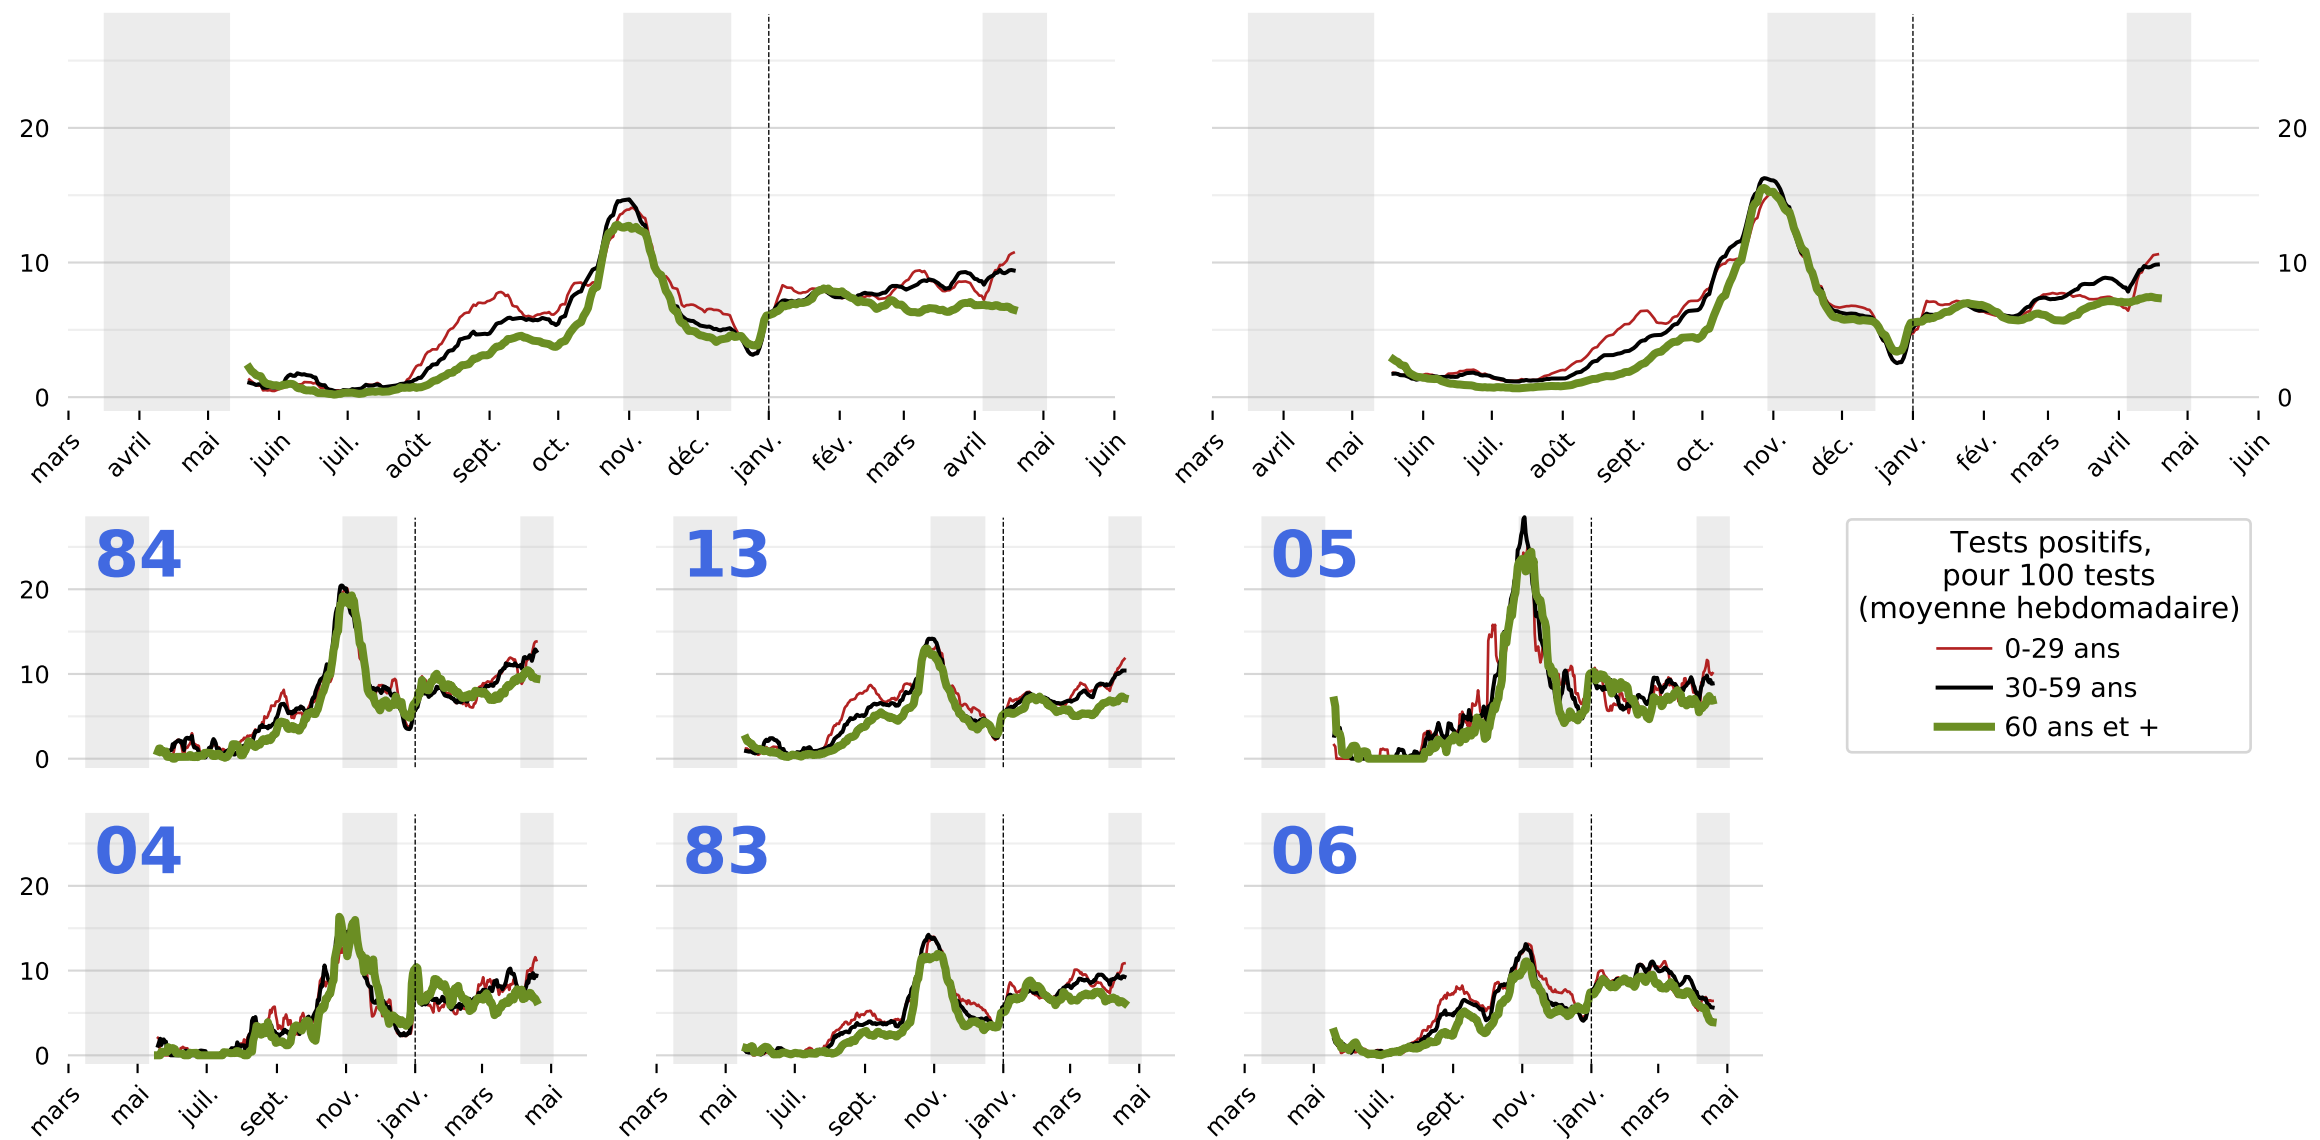 20
10
0
mars avril mai juin juil. août sept. oct. nov. déc. janv. fév. mars avril mai juin
20
10
0
mars avril mai juin juil. août sept. oct. nov. déc. janv. fév. mars avril mai juin
84
20
10
0
13
05
Tests positifs,
pour 100 tests
(moyenne hebdomadaire)
0-29 ans
30-59 ans
60 ans et +
04
20
10
0
mars mai juil. sept. nov. janv. mars mai
83
mars mai juil. sept. nov. janv. mars mai
06
mars mai juil. sept. nov. janv. mars mai